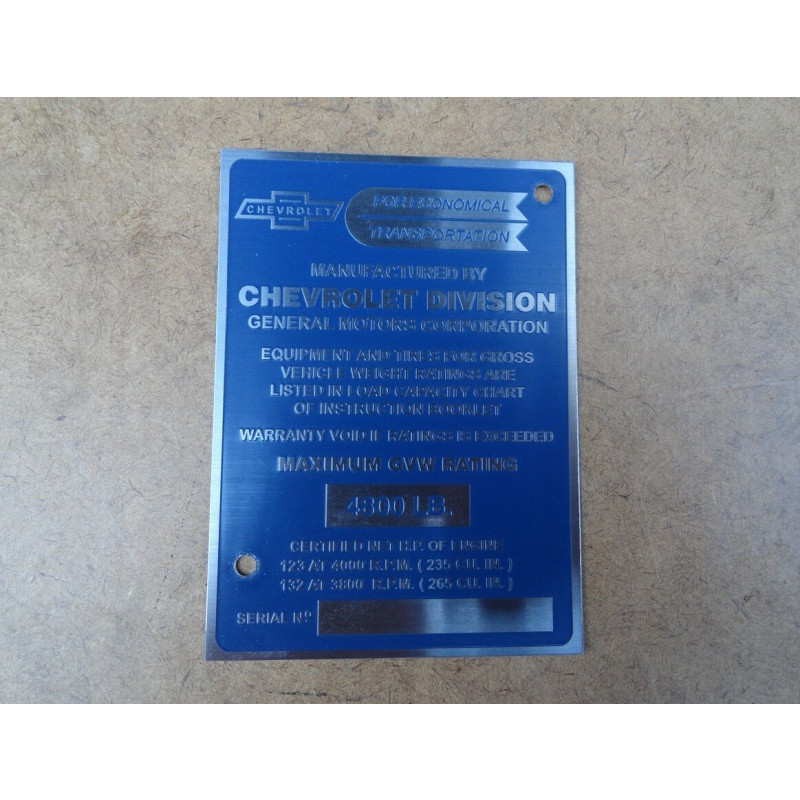 CHEVROLET
FOR ECONOMICAL
TRANSPORTATION
MANUFACTURED BY
CHEVROLET DIVISION
GENERAL MOTORS CORPORATION
EQUIPMENT AND TIRES FOR GROSS
VEHICLE WEIGHT RATINGS ARE
LISTED IN LOAD CAPACITY CHART
OF INSTRUCTION BOOKLET
WARRANTY VOID IF RATINGS IS EXCEEDED
MAXIMUM GVW RATING
4800 LB.
CERTIFIED NET H.P. OF ENGINE
123 AT 4000 R.P.M. ( 235 CU. IN. )
132 AT 3800 R.P.M. ( 265 CU. IN. )
SERIAL Nº